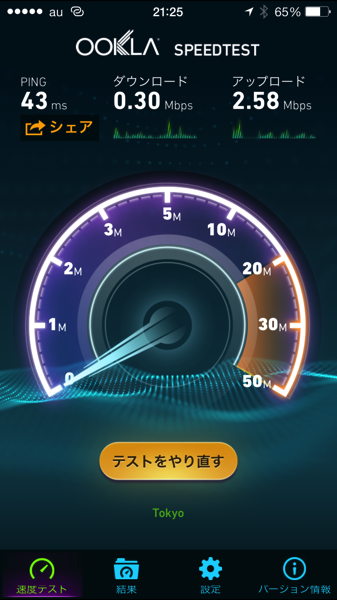 au 21:25 65%
OOKLA SPEEDTEST
PING ダウンロード アップロード
43 ms 0.30 Mbps 2.58 Mbps
シェア
5M
3M 10M
2M 20M
1M 30M
0 50M
テストをやり直す
Tokyo
速度テスト 結果 設定 バージョン情報